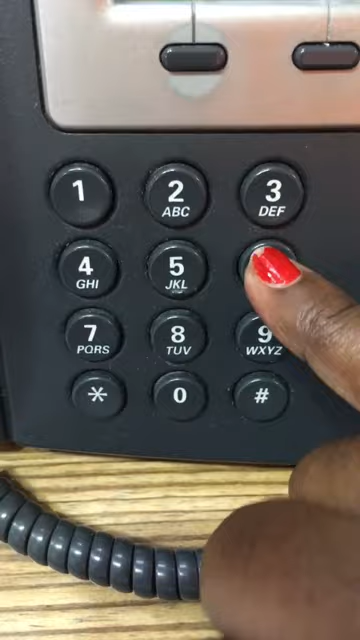 1 2 3
ABC DEF
4 5
GHI JKL
7 8 9
PQRS TUV WXYZ
* 0 #